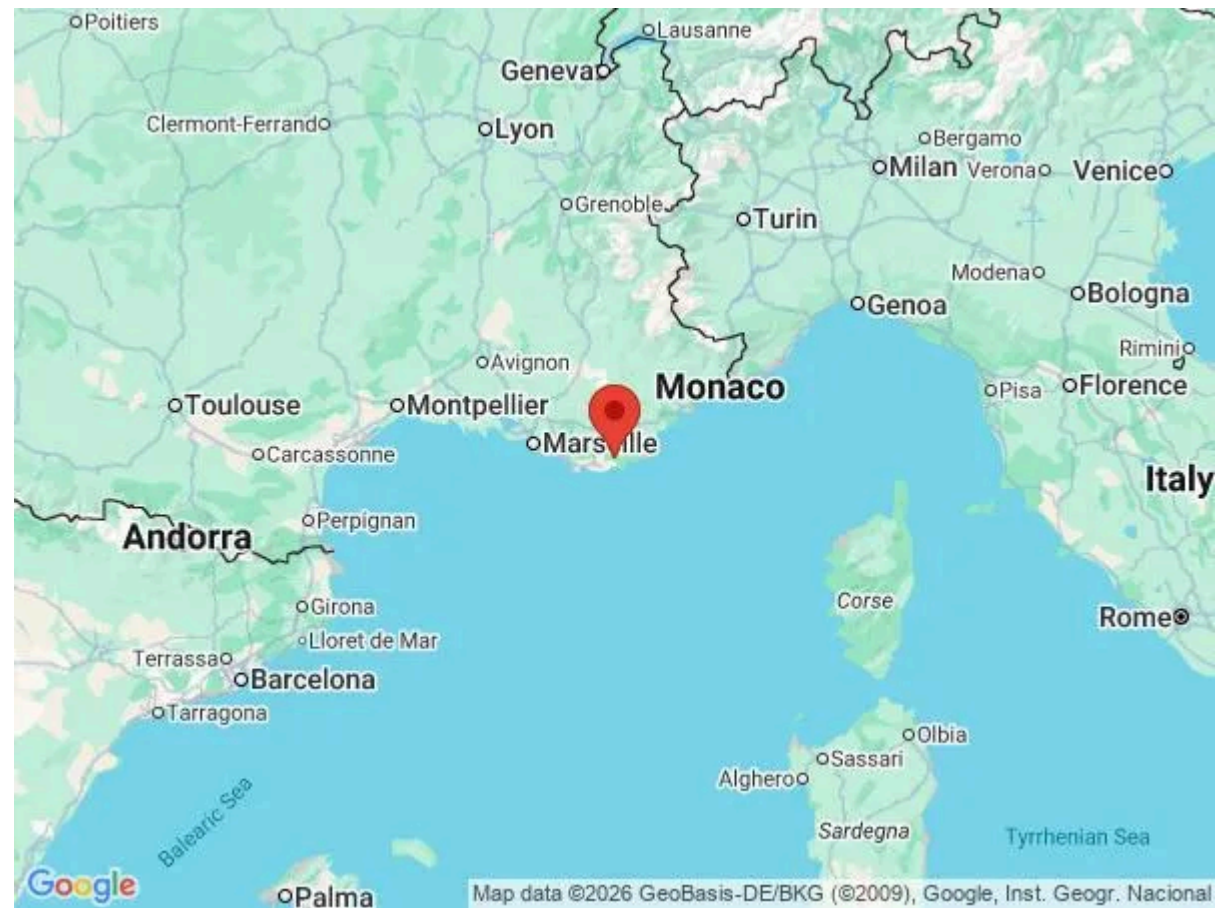 Poitiers
Lausanne
Geneva
Clermont-Ferrand
Lyon
Bergamo
Milan
Verona
Venice
Grenoble
Turin
Modena
Bologna
Genoa
Rimini
Avignon
Monaco
Pisa
Florence
Toulouse
Montpellier
Marseille
Carcassonne
Italy
Perpignan
Andorra
Corse
Girona
Rome
Lloret de Mar
Terrassa
Barcelona
Tarragona
Olbia
Sassari
Alghero
Balearic Sea
Sardegna
Tyrrhenian Sea
Google
Palma
Map data ©2026 GeoBasis-DE/BKG (©2009), Google, Inst. Geogr. Nacional